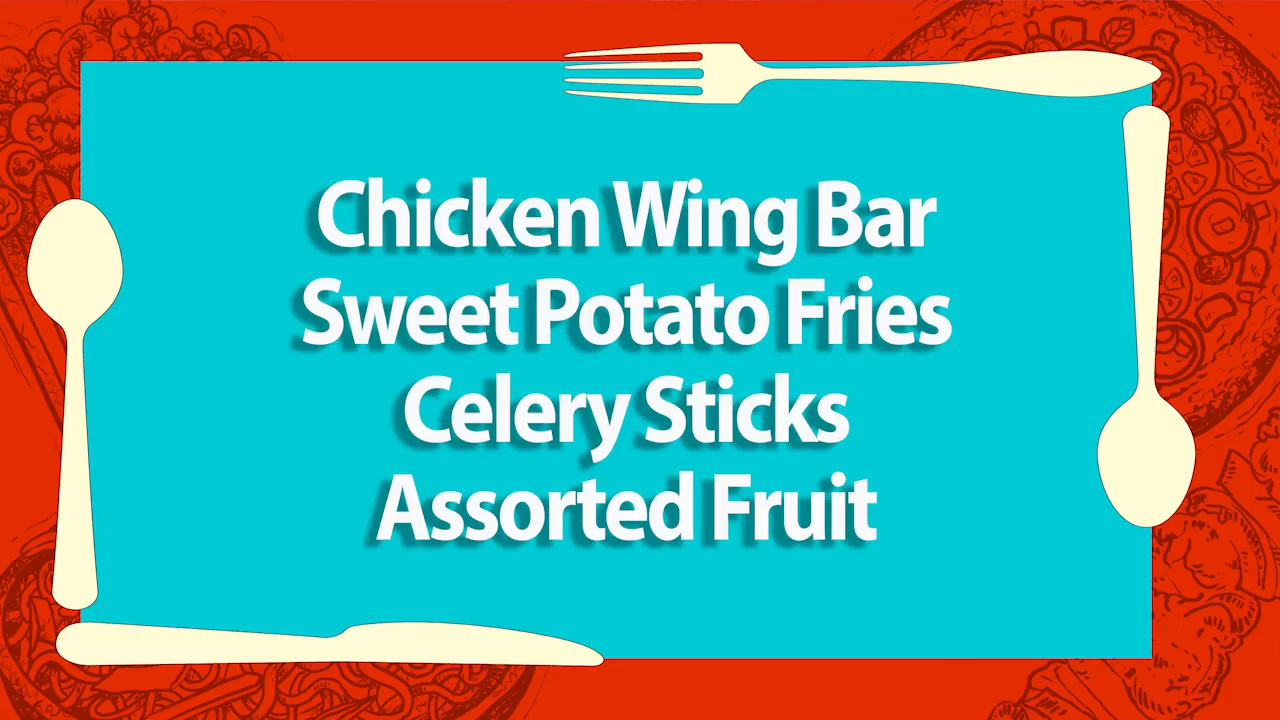 Chicken Wing Bar
Sweet Potato Fries
Celery Sticks
Assorted Fruit